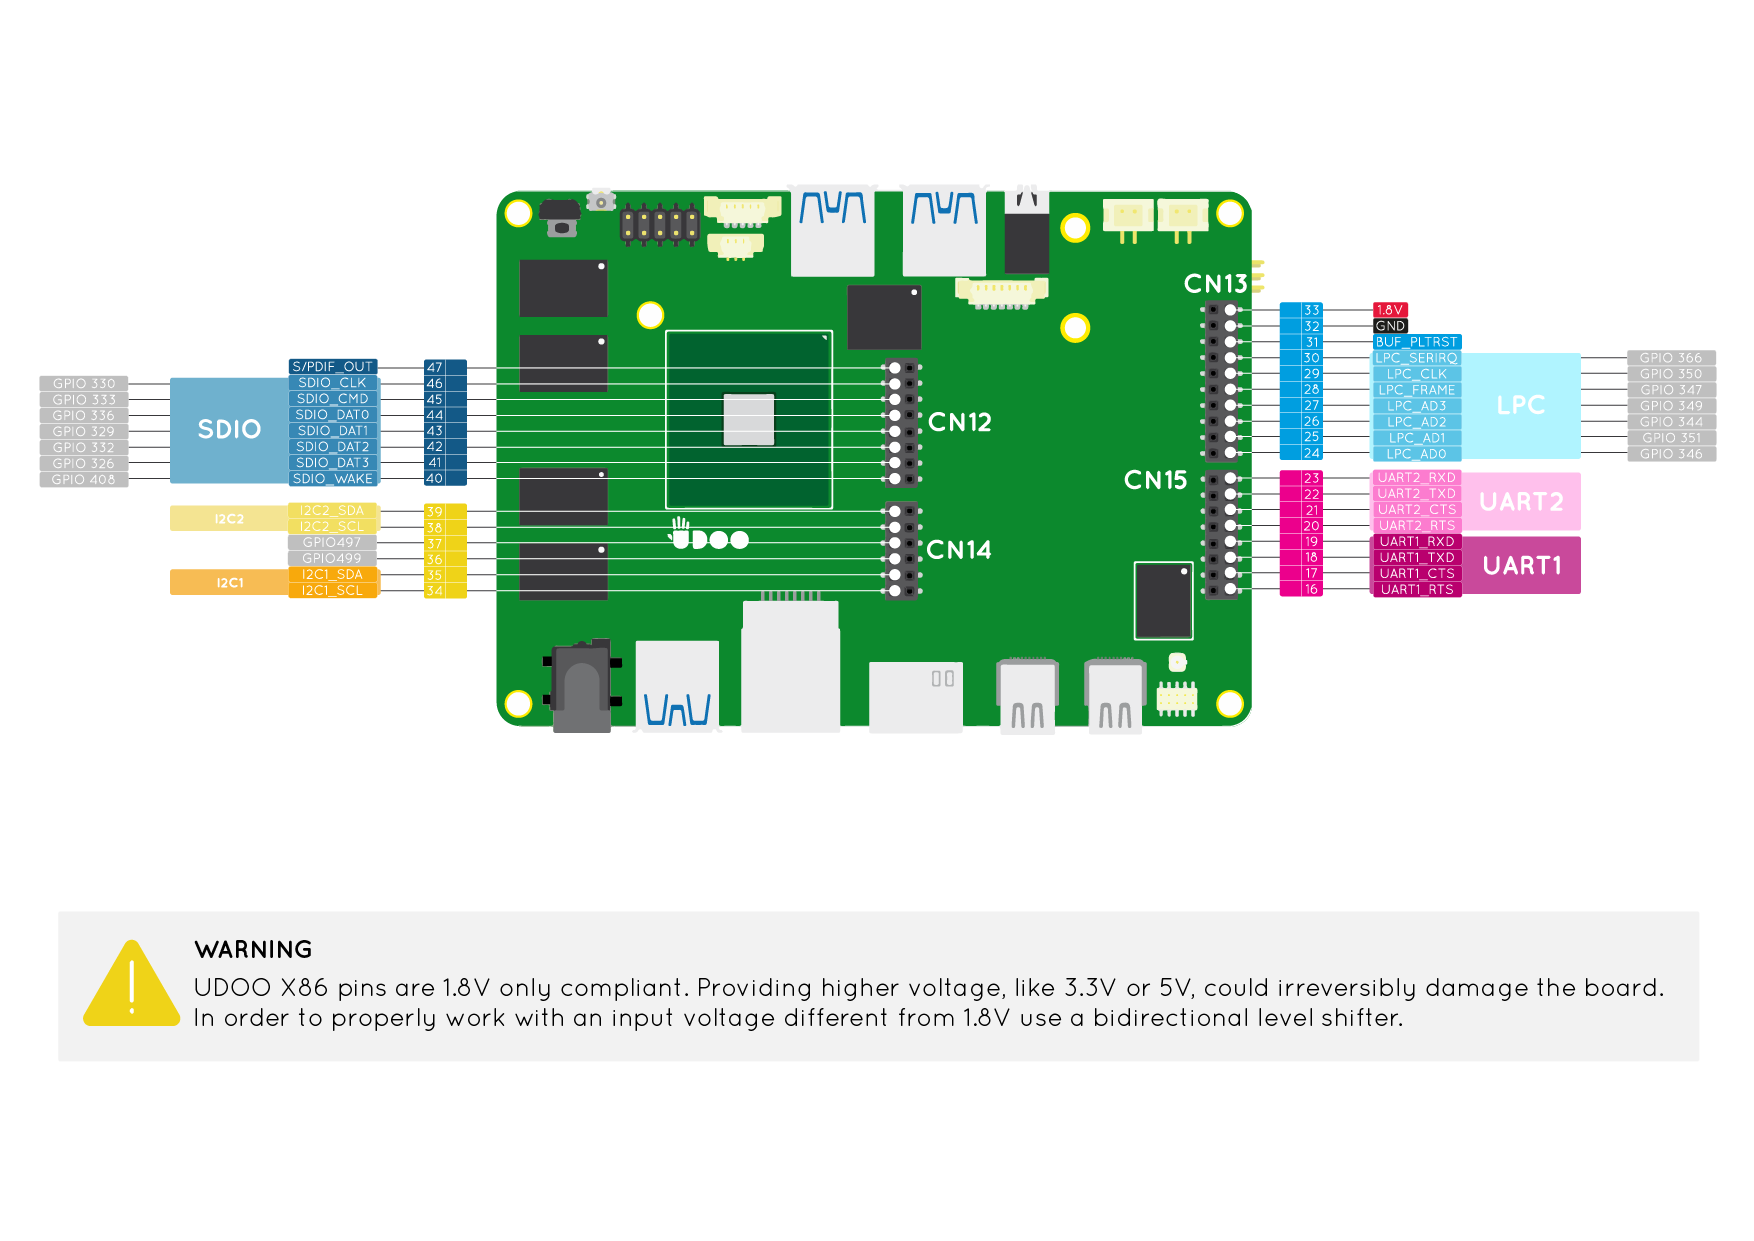 CN13
33 1.8V
32 GND
31 BUF_PLTRST
30 LPC_SERIRQ GPIO 366
29 LPC_CLK GPIO 350
28 LPC_FRAME GPIO 347
27 LPC_AD3 GPIO 349
26 LPC_AD2 GPIO 344
25 LPC_AD1 GPIO 351
24 LPC_AD0 GPIO 346
LPC
S/PDIF_OUT 47
GPIO 330 SDIO_CLK 46
GPIO 333 SDIO_CMD 45
GPIO 336 SDIO_DAT0 44
GPIO 329 SDIO_DAT1 43
GPIO 332 SDIO_DAT2 42
GPIO 326 SDIO_DAT3 41
GPIO 408 SDIO_WAKE 40
SDIO
CN12
CN15
23 UART2_RXD
22 UART2_TXD
21 UART2_CTS
20 UART2_RTS
UART2
19 UART1_RXD
18 UART1_TXD
17 UART1_CTS
16 UART1_RTS
UART1
I2C2
I2C2_SDA 39
I2C2_SCL 38
GPIO497 37
GPIO499 36
I2C1
I2C1_SDA 35
I2C1_SCL 34
CN14
WARNING
UDOO X86 pins are 1.8V only compliant. Providing higher voltage, like 3.3V or 5V, could irreversibly damage the board.
In order to properly work with an input voltage different from 1.8V use a bidirectional level shifter.